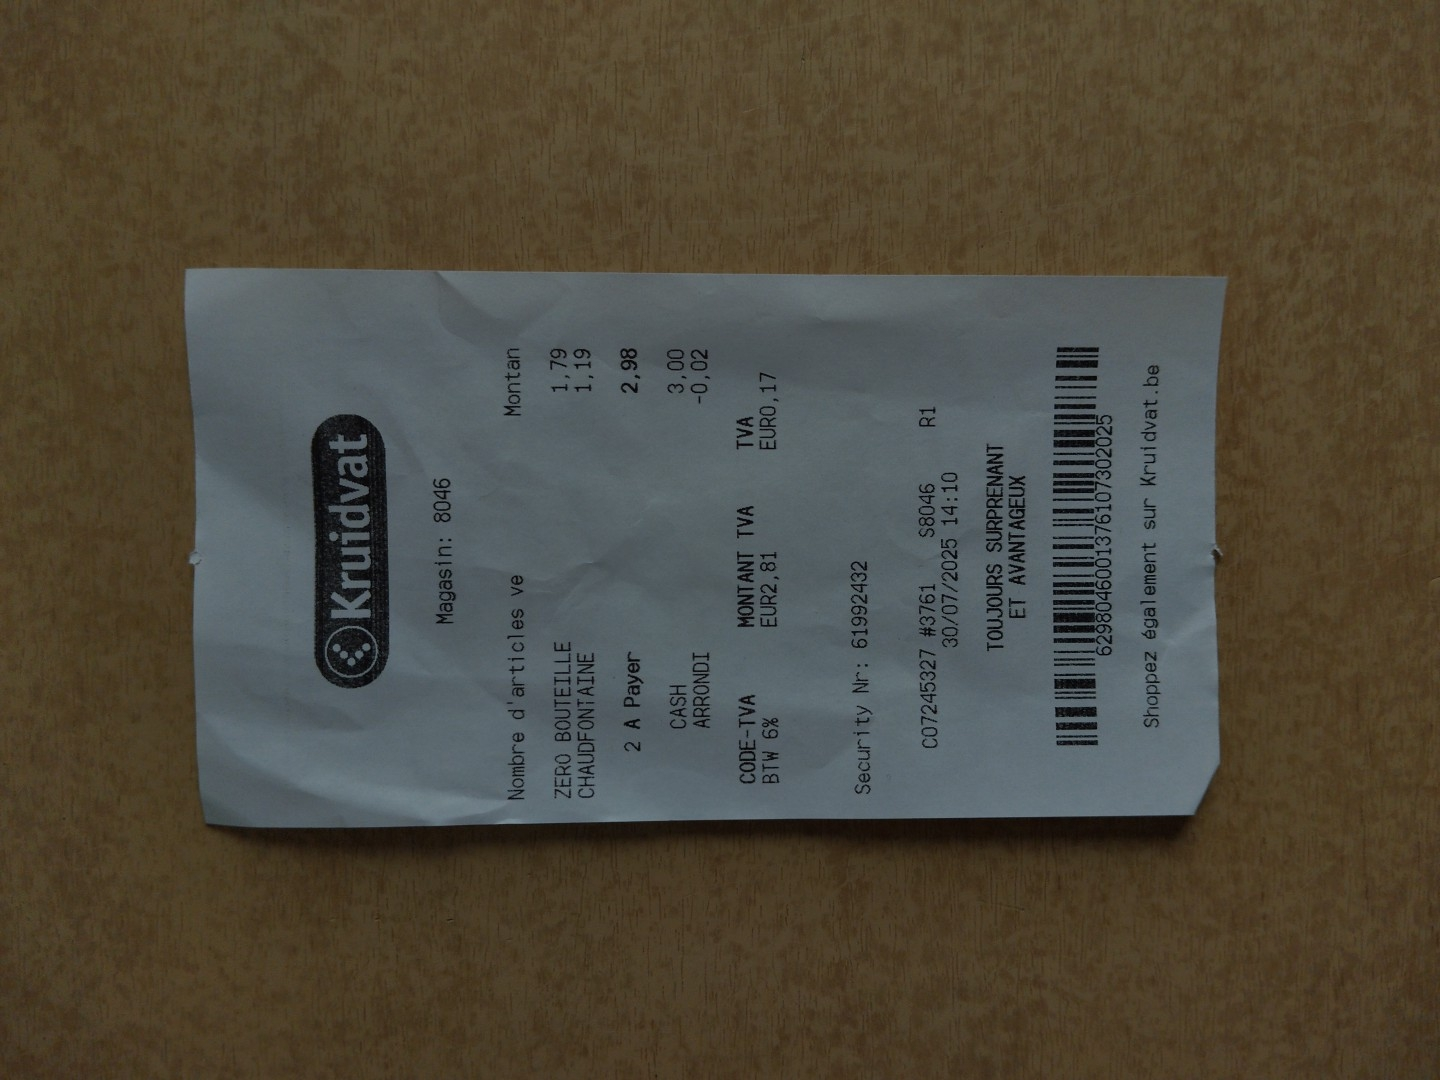 Kruidvat
Magasin: 8046
Nombre d'articles ve Montan
ZERO BOUTEILLE 1,79
CHAUDFONTAINE 1,19
2 A Payer 2,98
CASH 3,00
ARRONDI -0,02
CODE-TVA MONTANT TVA TVA
BTW 6% EUR2,81 EUR0,17
Security Nr: 61992432
C07245327 #3761 S8046 R1
30/07/2025 14:10
TOUJOURS SURPRENANT
ET AVANTAGEUX
6298046001376107302025
Shoppez également sur Kruidvat.be